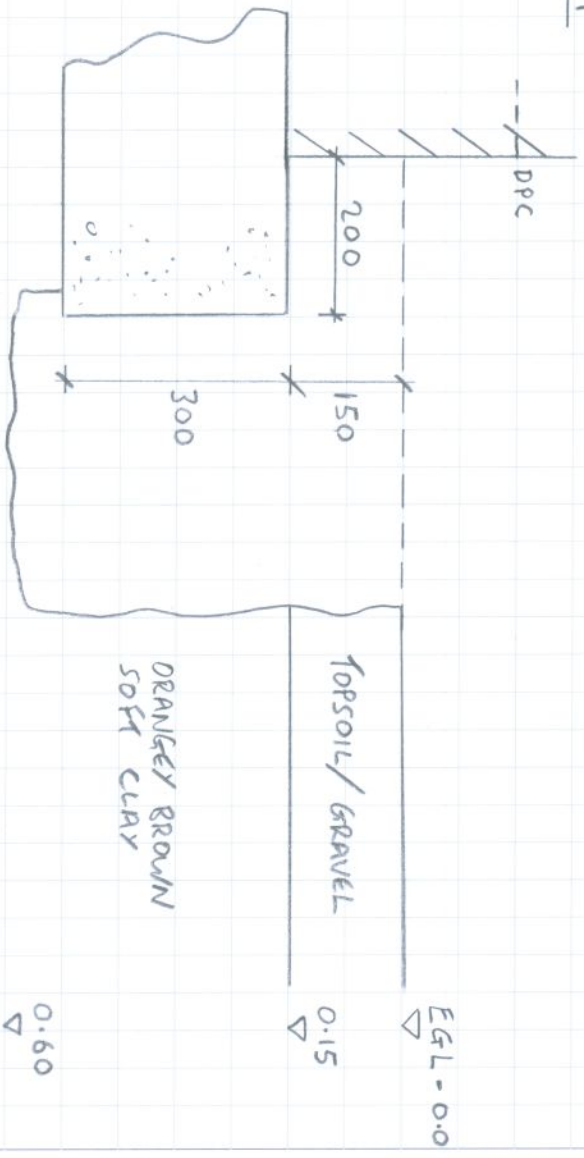 DPC
200
EGL - 0.0
150
TOPSOIL/GRAVEL
0.15
300
ORANGEY BROWN
SOFT CLAY
0.60